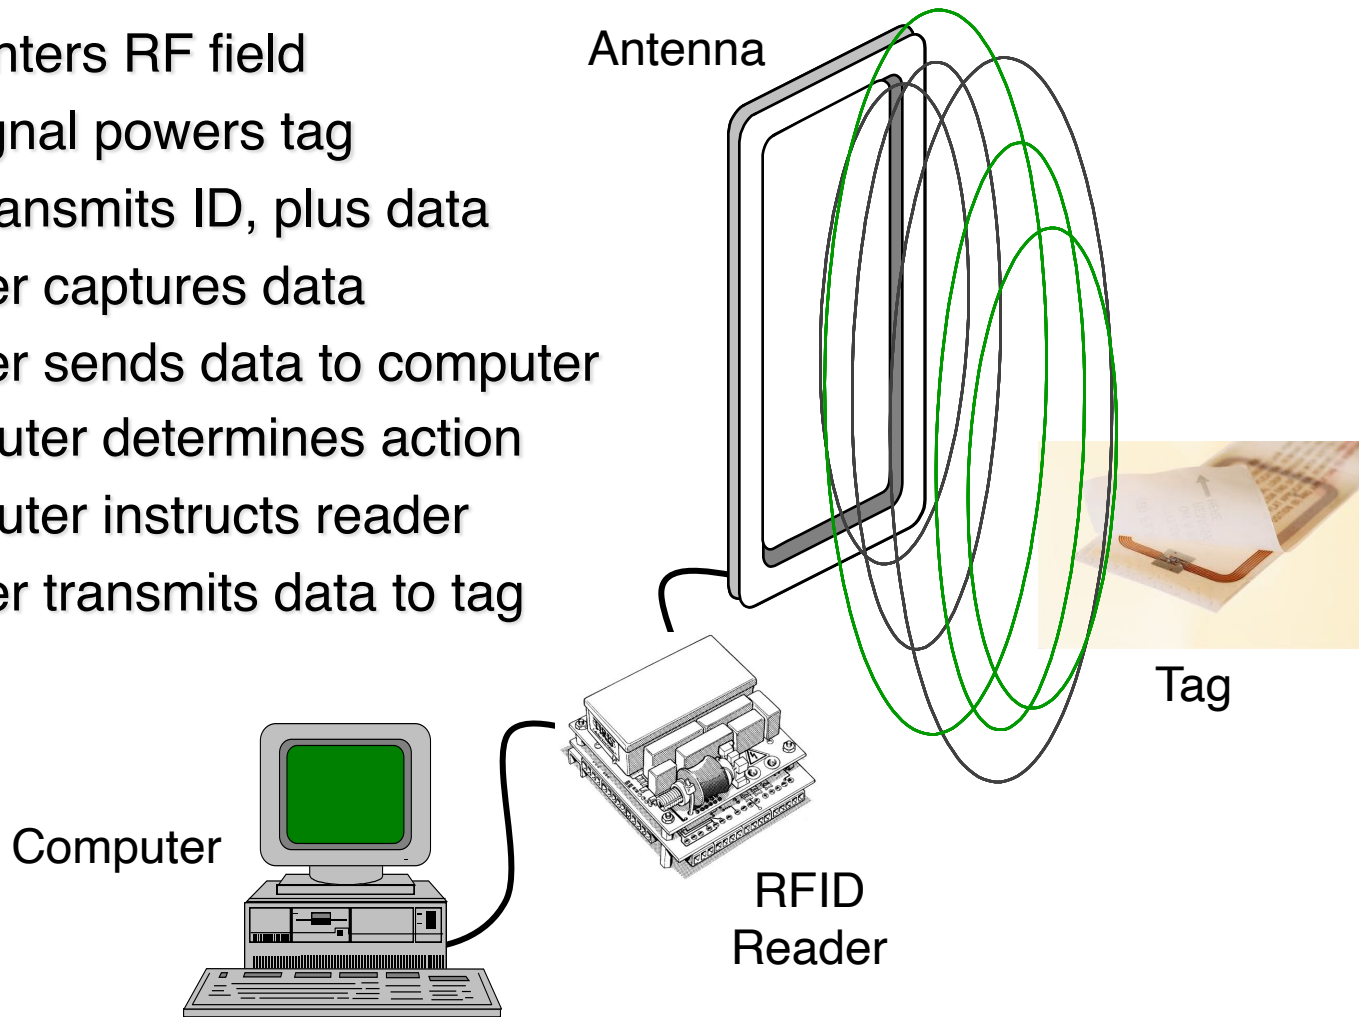 nters RF field
gnal powers tag
ransmits ID, plus data
er captures data
er sends data to computer
uter determines action
uter instructs reader
er transmits data to tag
Antenna
Tag
Computer
RFID
Reader